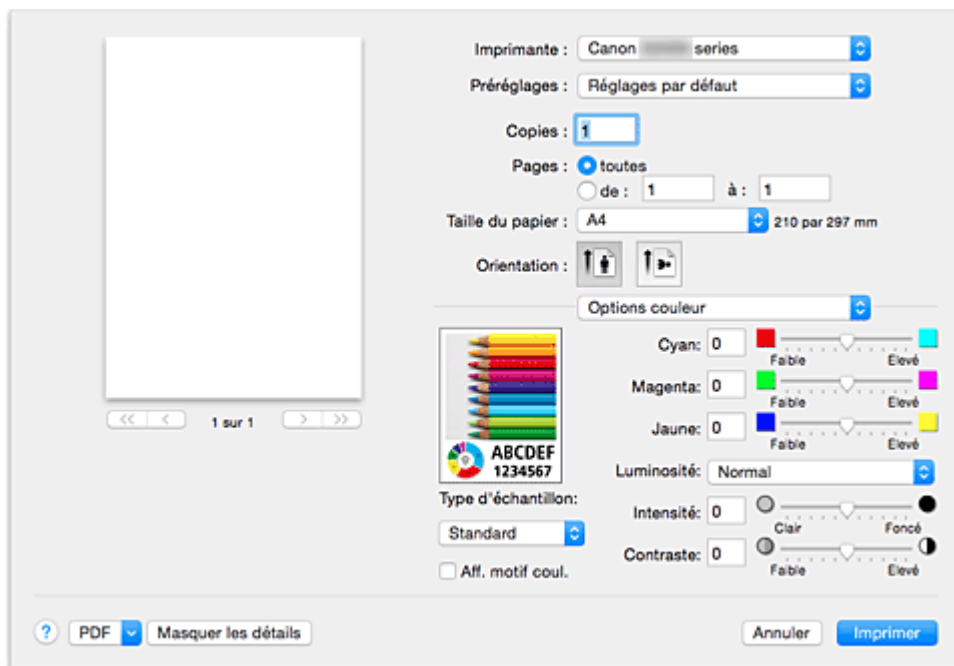 Imprimante : Canon series
Préréglages : Réglages par défaut
Copies : 1
Pages : toutes
de : 1 à : 1
Taille du papier : A4 210 par 297 mm
Orientation :
Options couleur
Cyan: 0
Faible Elevé
Magenta: 0
Faible Elevé
Jaune: 0
Faible Elevé
Luminosité: Normal
Intensité: 0
Clair Foncé
Contraste: 0
Faible Elevé
1 sur 1
ABCDEF
1234567
Type d'échantillon:
Standard
Aff. motif coul.
? PDF Masquer les détails Annuler Imprimer